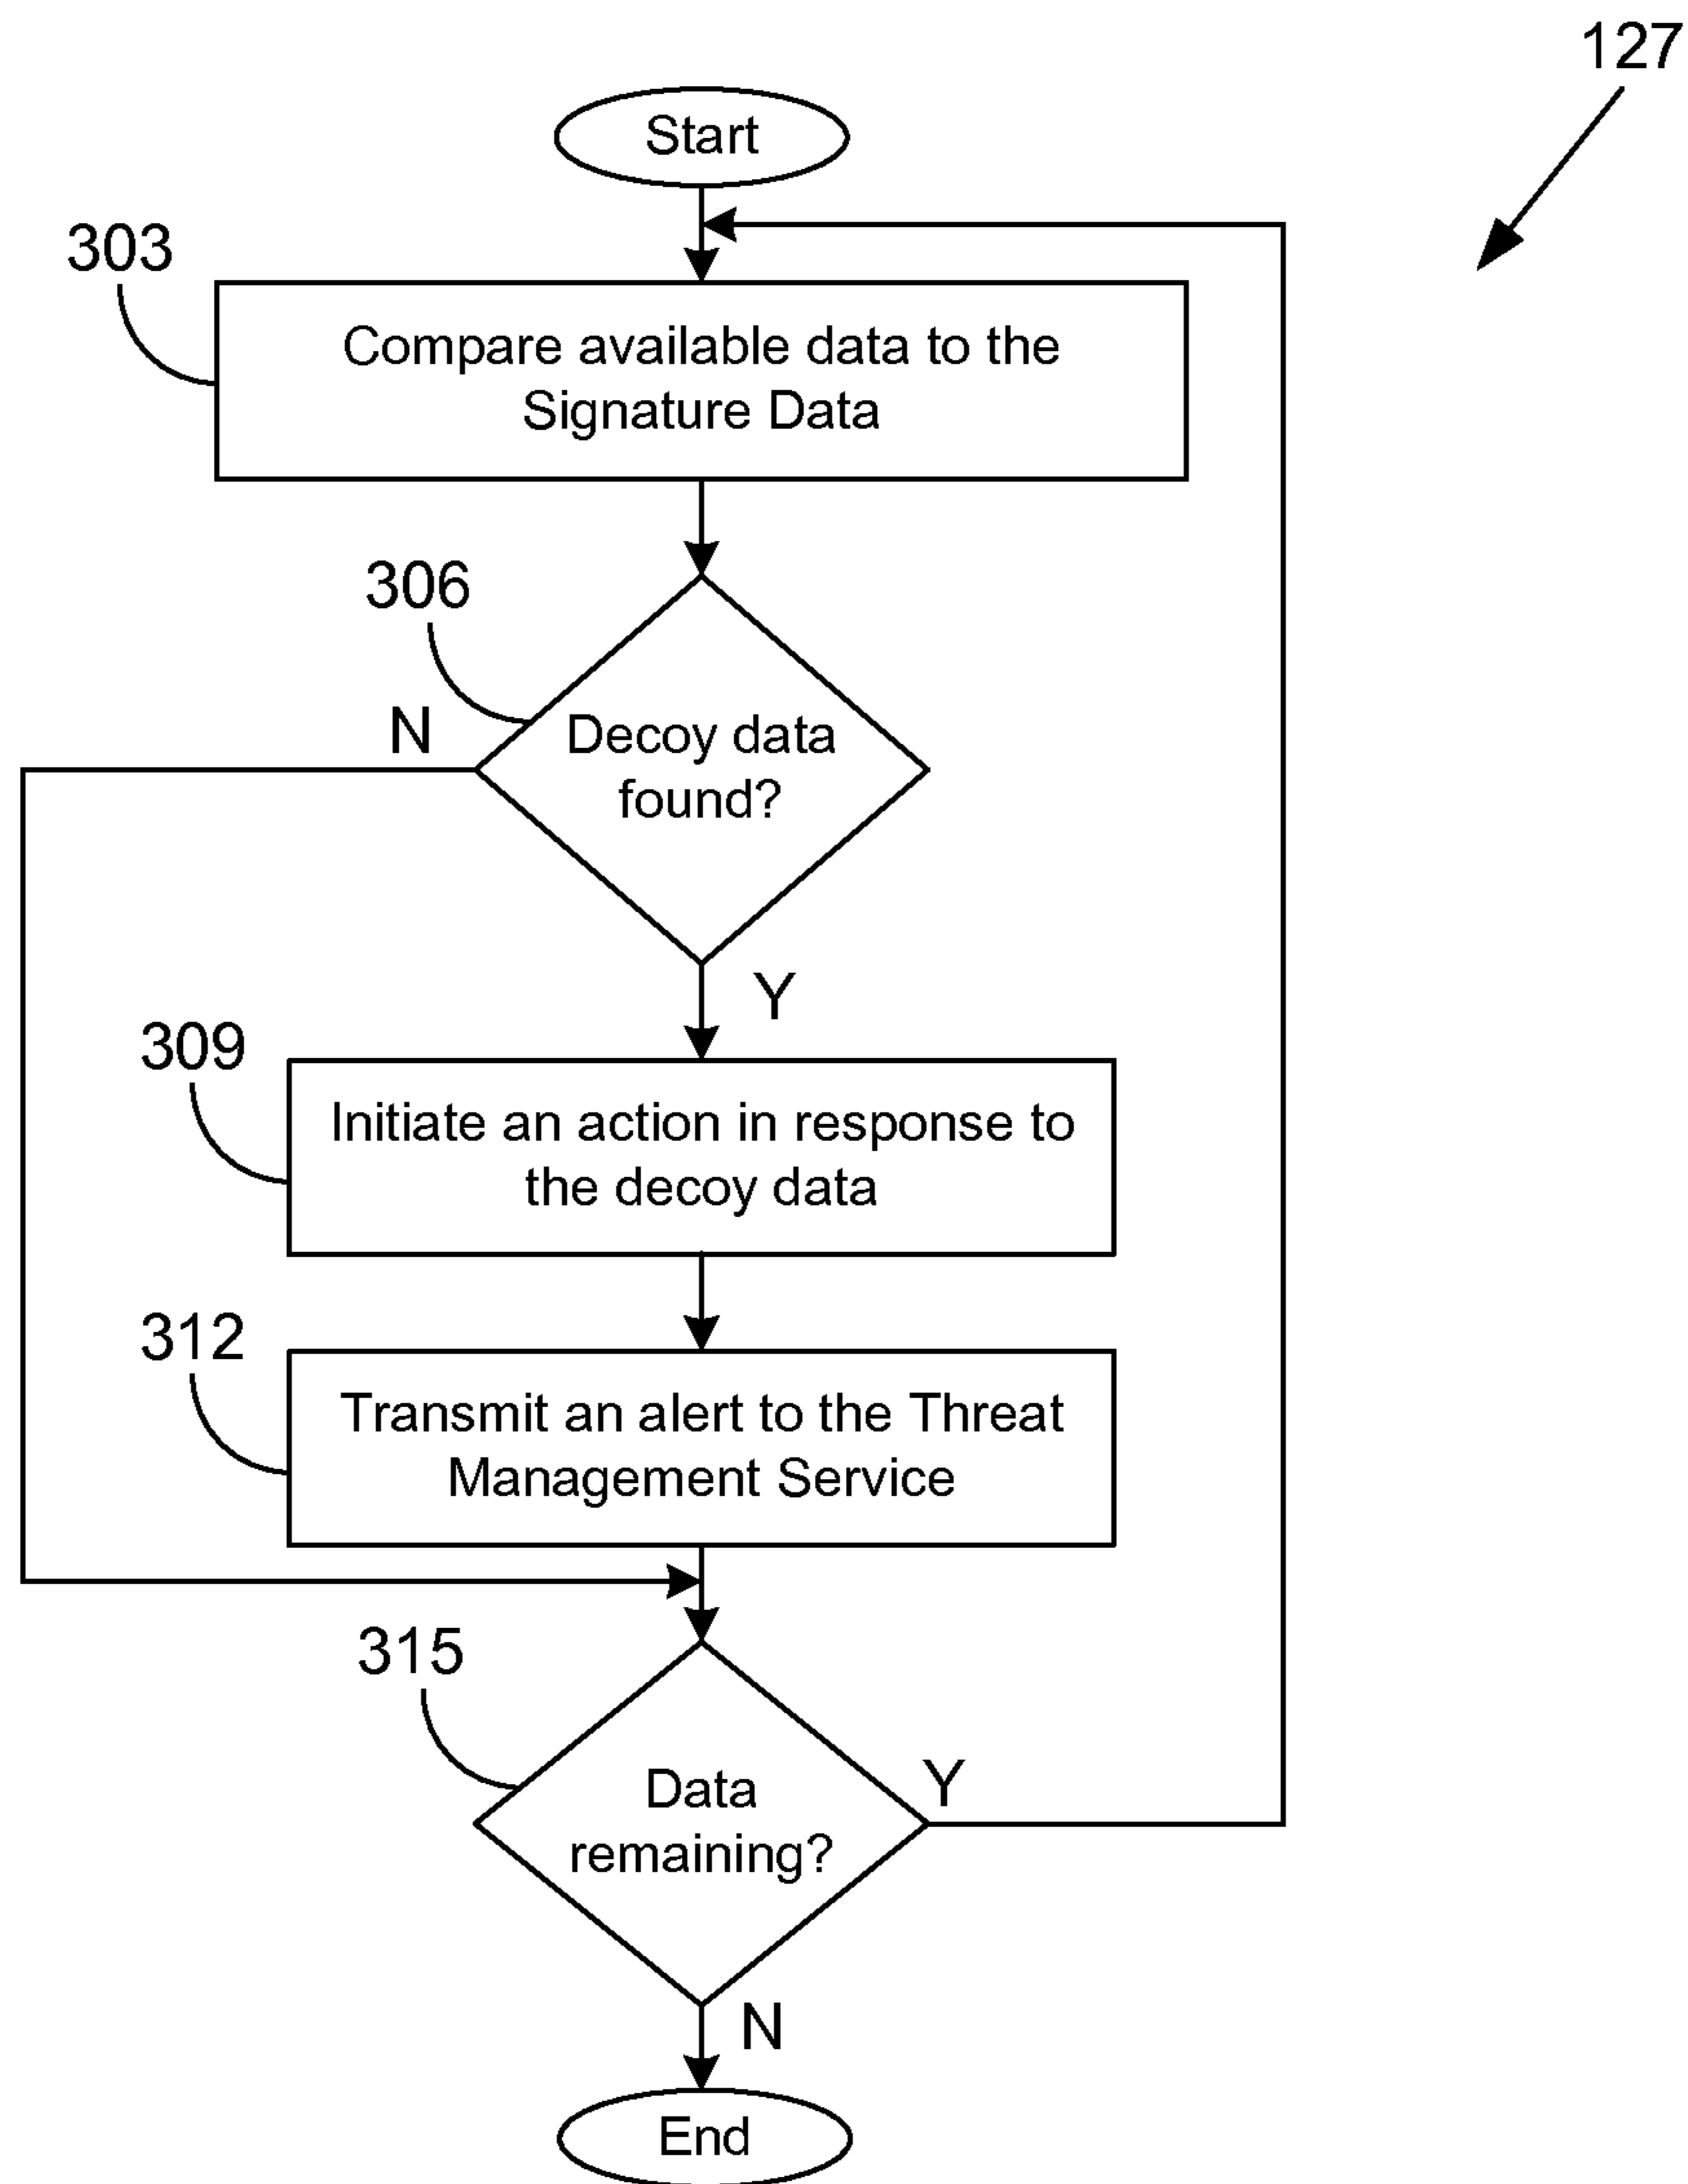 127
Start
303
Compare available data to the
Signature Data
306
N
Decoy data
found?
Y
309
Initiate an action in response to
the decoy data
312
Transmit an alert to the Threat
Management Service
315
Y
Data
remaining?
N
End